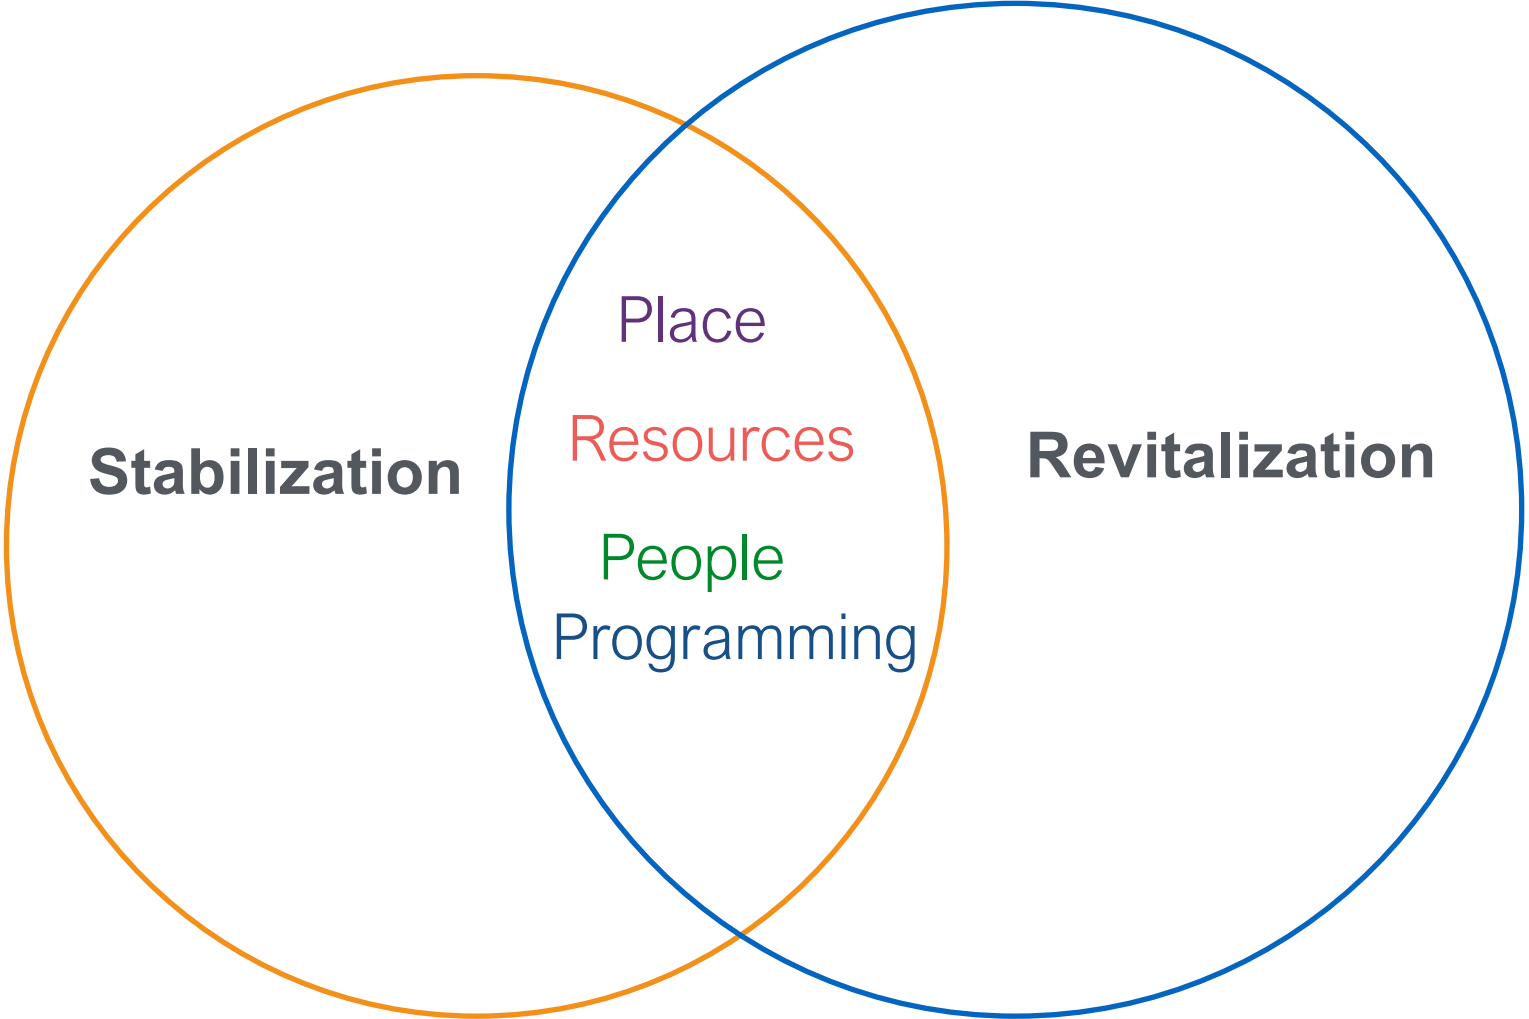 Stabilization
Place
Resources
People
Programming
Revitalization